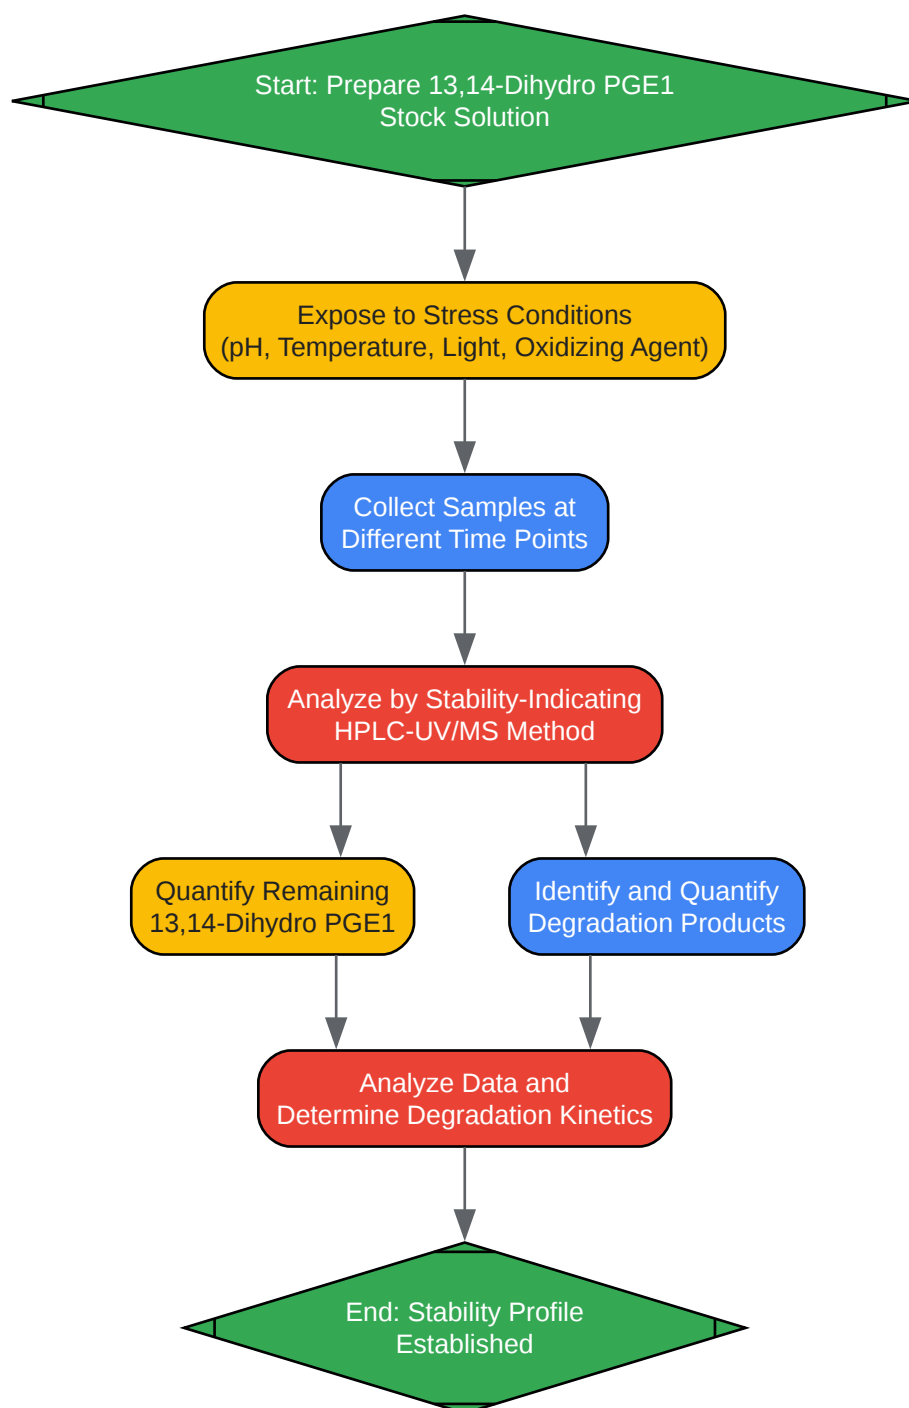 Start: Prepare 13,14-Dihydro PGE1
Stock Solution
Expose to Stress Conditions
(pH, Temperature, Light, Oxidizing Agent)
Collect Samples at
Different Time Points
Analyze by Stability-Indicating
HPLC-UV/MS Method
Quantify Remaining
13,14-Dihydro PGE1
Identify and Quantify
Degradation Products
Analyze Data and
Determine Degradation Kinetics
End: Stability Profile
Established